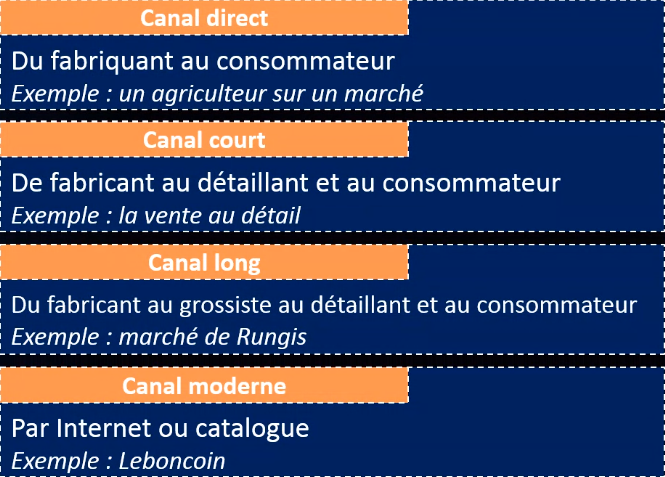 Canal direct
Du fabriquant au consommateur
Exemple : un agriculteur sur un marché
Canal court
De fabricant au détaillant et au consommateur
Exemple : la vente au détail
Canal long
Du fabricant au grossiste au détaillant et au consommateur
Exemple : marché de Rungis
Canal moderne
Par Internet ou catalogue
Exemple : Leboncoin